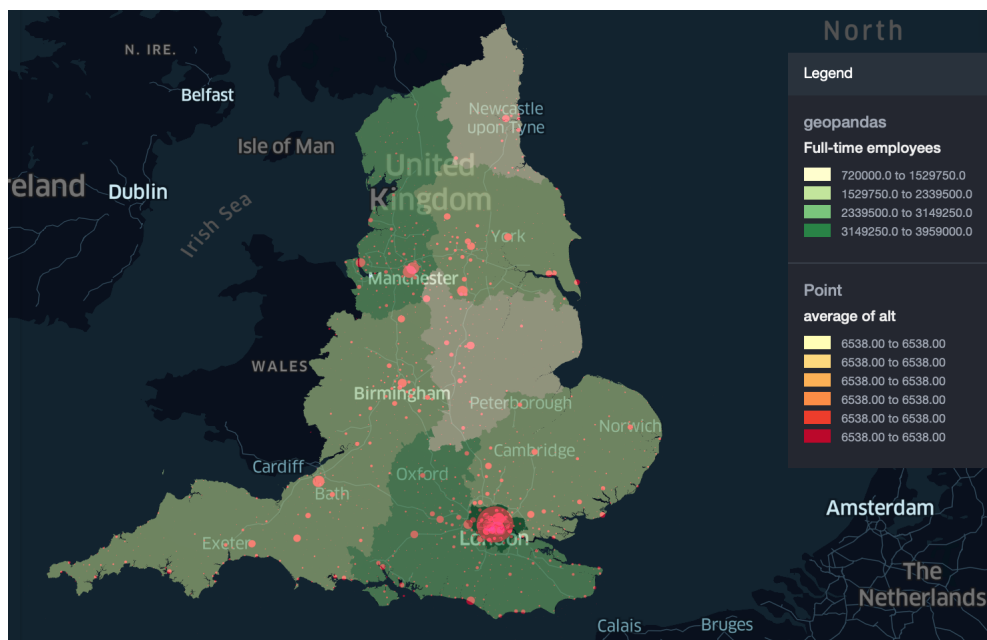 North
N. IRE.
Belfast
Isle of Man
reland
Dublin
Irish Sea
United
Kingdom
Newcastle
upon Tyne
York
Manchester
WALES
Birmingham
Peterborough
Norwich
Cambridge
Cardiff
Oxford
Bath
London
Exeter
Amsterdam
The
Netherlands
Calais
Bruges
Legend
geopandas
Full-time employees
720000.0 to 1529750.0
1529750.0 to 2339500.0
2339500.0 to 3149250.0
3149250.0 to 3959000.0
Point
average of alt
6538.00 to 6538.00
6538.00 to 6538.00
6538.00 to 6538.00
6538.00 to 6538.00
6538.00 to 6538.00
6538.00 to 6538.00